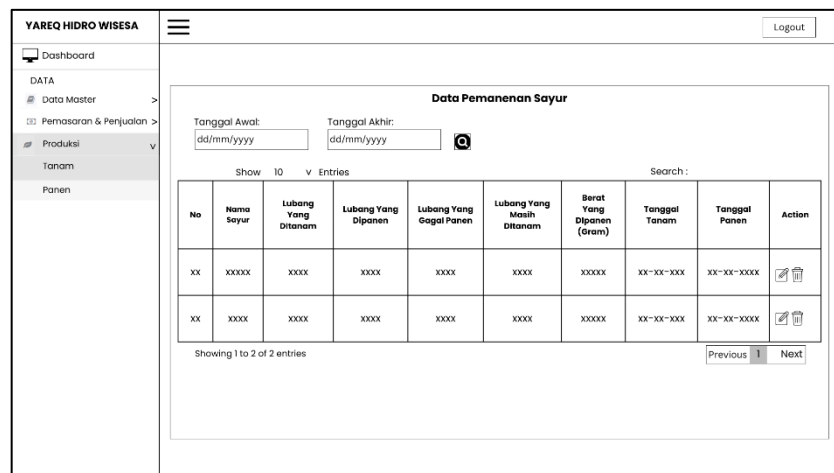 YAREQ HIDRO WISESA
Logout
Dashboard
DATA
Data Master >
Pemasaran & Penjualan >
Produksi v
Tanam
Panen
Data Pemanenan Sayur
Tanggal Awal: Tanggal Akhir:
dd/mm/yyyy dd/mm/yyyy
Show 10 v Entries Search :
No Nama Sayur Lubang Yang Ditanam Lubang Yang Dipanen Lubang Yang Gagal Panen Lubang Yang Masih Ditanam Berat Yang Dipanen (Gram) Tanggal Tanam Tanggal Panen Action
xx xxxxx xxxx xxxx xxxx xxxx xxxxx xx-xx-xxx xx-xx-xxxx
xx xxxx xxxx xxxx xxxx xxxx xxxxx xx-xx-xxx xx-xx-xxxx
Showing 1 to 2 of 2 entries Previous 1 Next